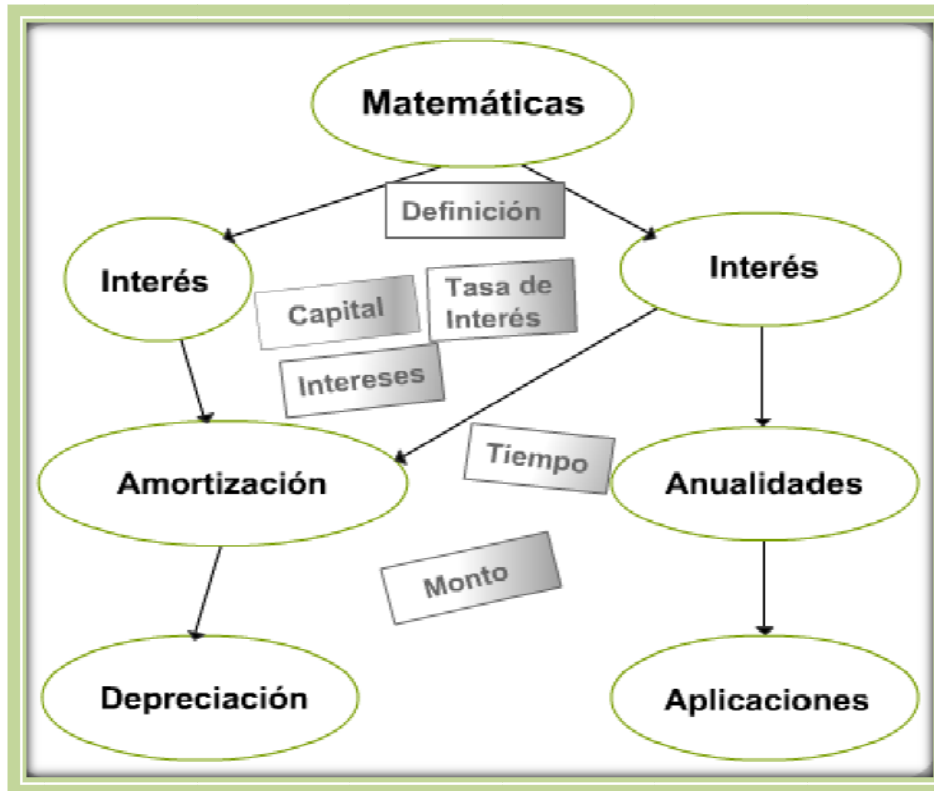 Matemáticas
Definición
Interés
Interés
Capital
Tasa de
Interés
Intereses
Tiempo
Amortización
Anualidades
Monto
Depreciación
Aplicaciones